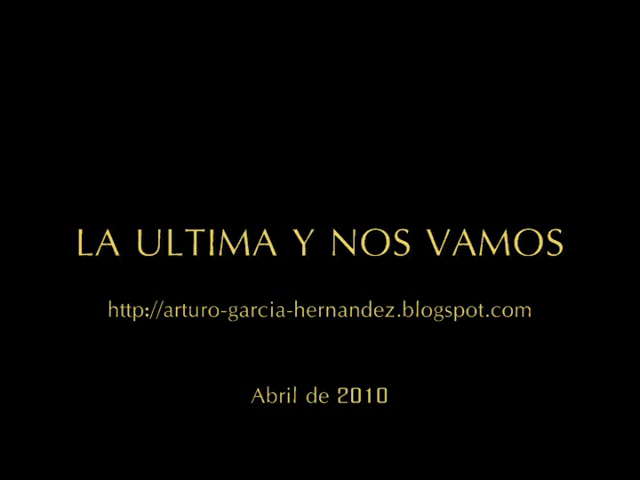 LA ULTIMA Y NOS VAMOS
http://arturo-garcia-hernandez.blogspot.com
Abril de 2010